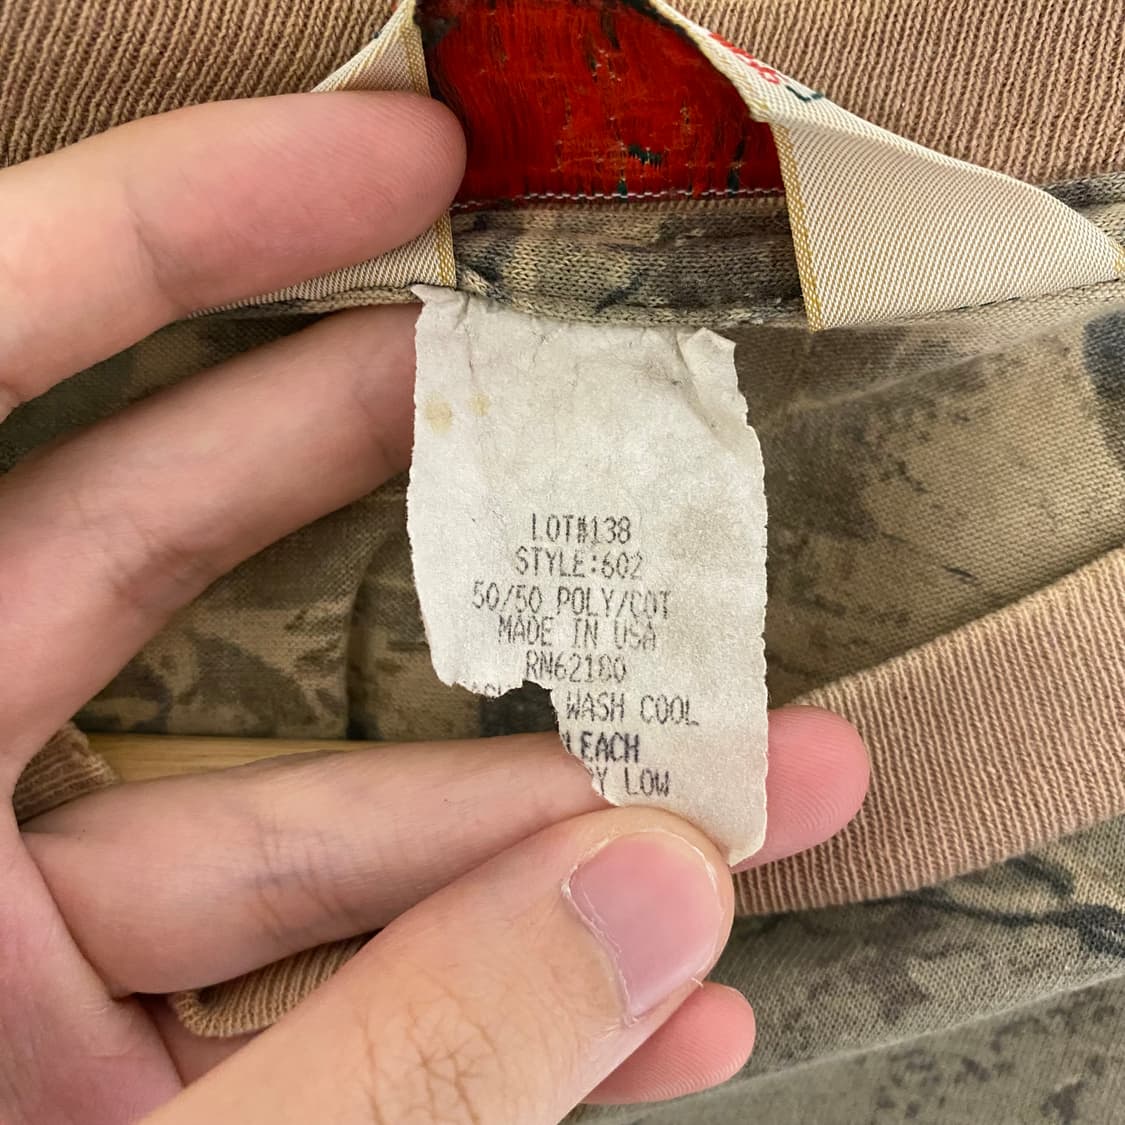 LOT#138
STYLE:602
50/50 POLY/COT
MADE IN USA
RN62180
WASH COOL
LEACH
Y LOW